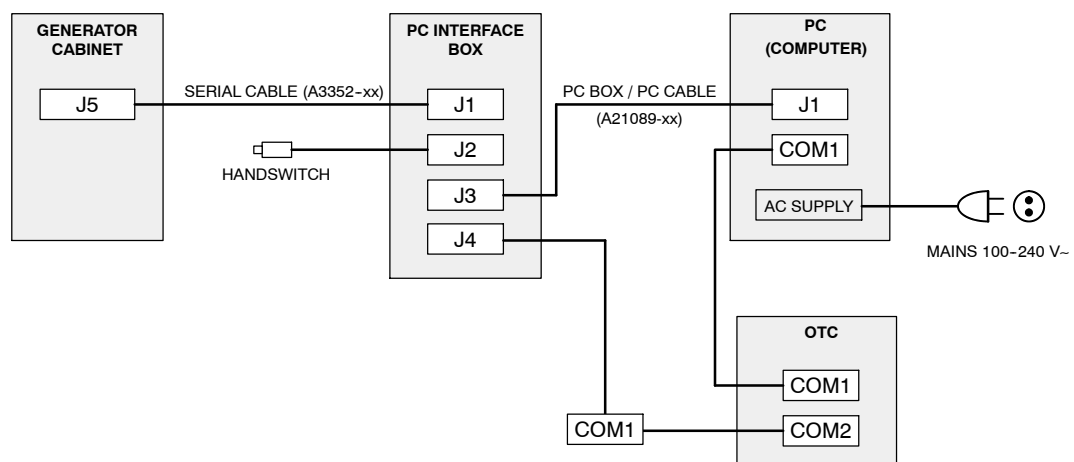 GENERATOR
CABINET
J5
SERIAL CABLE (A3352-xx)
HANDSWITCH
PC INTERFACE
BOX
J1
J2
J3
J4
PC BOX / PC CABLE
(A21089-xx)
PC
(COMPUTER)
J1
COM1
AC SUPPLY
MAINS 100-240 V~
OTC
COM1
COM2
COM1